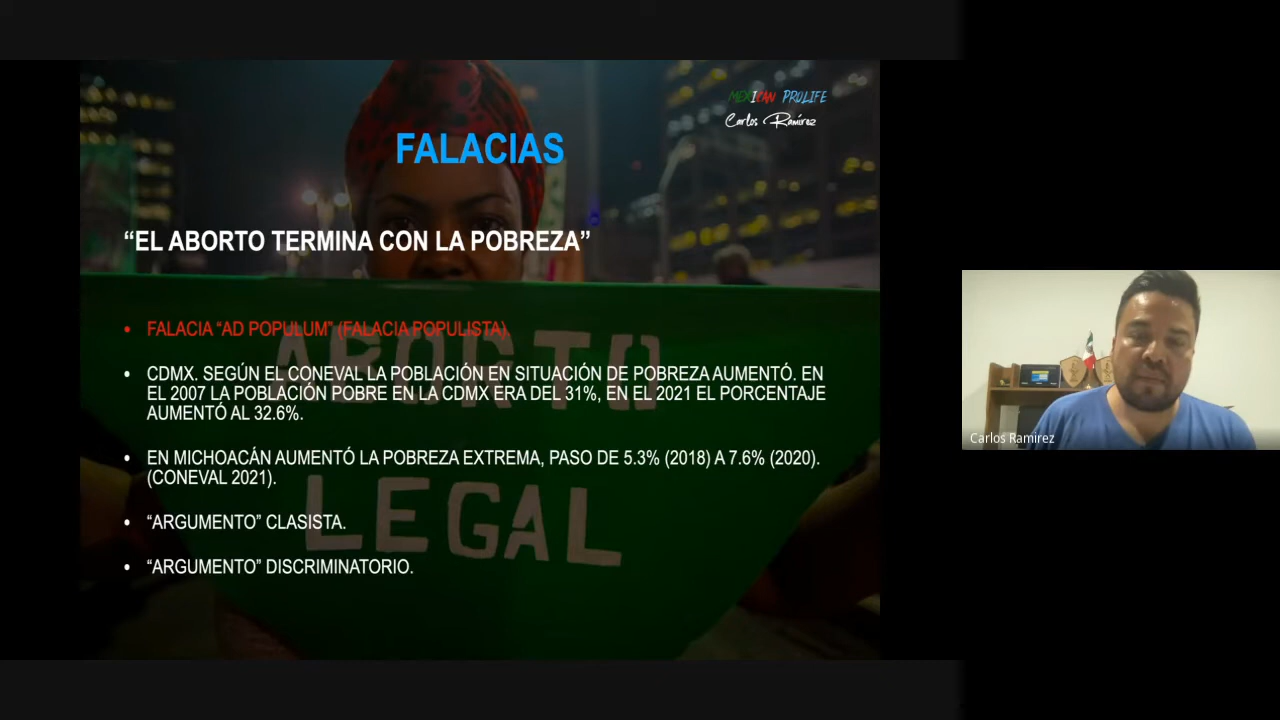 MEXICAN PROLIFE
Carlos Ramírez
FALACIAS
“EL ABORTO TERMINA CON LA POBREZA”
• FALACIA “AD POPULUM” (FALACIA POPULISTA).
• CDMX. SEGÚN EL CONEVAL LA POBLACIÓN EN SITUACIÓN DE POBREZA AUMENTÓ. EN
EL 2007 LA POBLACIÓN POBRE EN LA CDMX ERA DEL 31%, EN EL 2021 EL PORCENTAJE
AUMENTÓ AL 32.6%.
• EN MICHOACÁN AUMENTÓ LA POBREZA EXTREMA, PASO DE 5.3% (2018) A 7.6% (2020).
(CONEVAL 2021).
• “ARGUMENTO” CLASISTA.
• “ARGUMENTO” DISCRIMINATORIO.
ABORTO
LEGAL
Carlos Ramirez